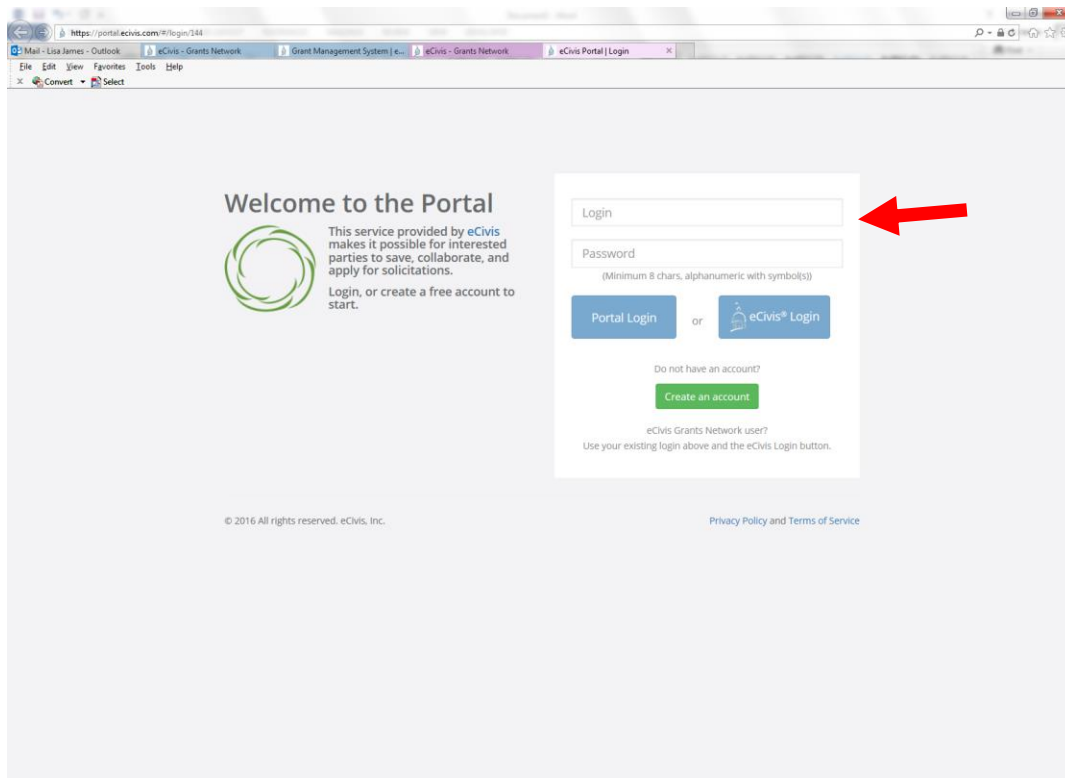 https://portal.ecivis.com/#/login/144
Mail - Lisa James - Outlook
eCivis - Grants Network
Grant Management System | e...
eCivis - Grants Network
eCivis Portal | Login
File Edit View Favorites Tools Help
x Convert Select
Welcome to the Portal
This service provided by eCivis
makes it possible for interested
parties to save, collaborate, and
apply for solicitations.
Login, or create a free account to
start.
Login
Password
(Minimum 8 chars, alphanumeric with symbol(s))
Portal Login
or
eCivis® Login
Do not have an account?
Create an account
eCivis Grants Network user?
Use your existing login above and the eCivis Login button.
© 2016 All rights reserved. eCivis, Inc.
Privacy Policy and Terms of Service